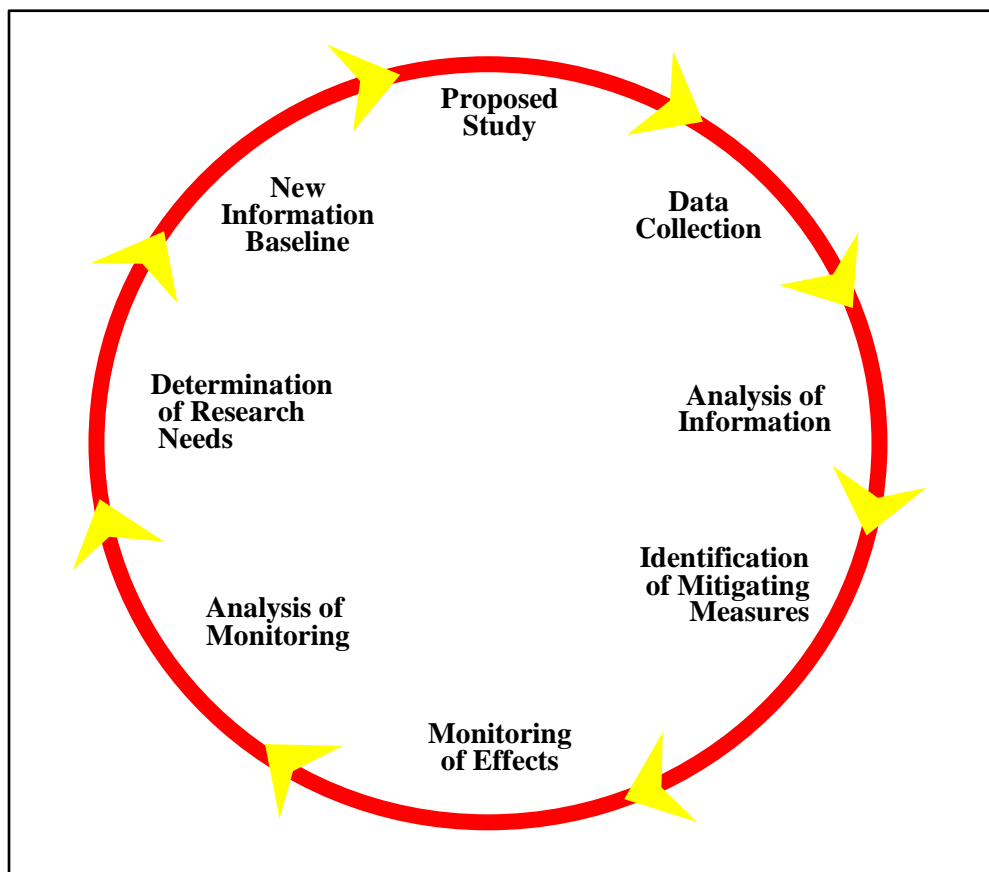 Proposed
Study
Data
Collection
Analysis of
Information
Identification
of Mitigating
Measures
Monitoring
of Effects
Analysis of
Monitoring
Determination
of Research
Needs
New
Information
Baseline